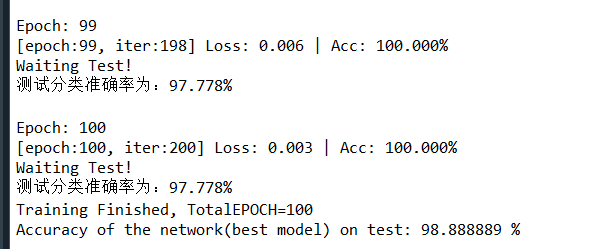 Epoch: 99
[epoch:99, iter:198] Loss: 0.006 | Acc: 100.000%
Waiting Test!
测试分类准确率为：97.778%
Epoch: 100
[epoch:100, iter:200] Loss: 0.003 | Acc: 100.000%
Waiting Test!
测试分类准确率为：97.778%
Training Finished, TotalEPOCH=100
Accuracy of the network(best model) on test: 98.888889 %